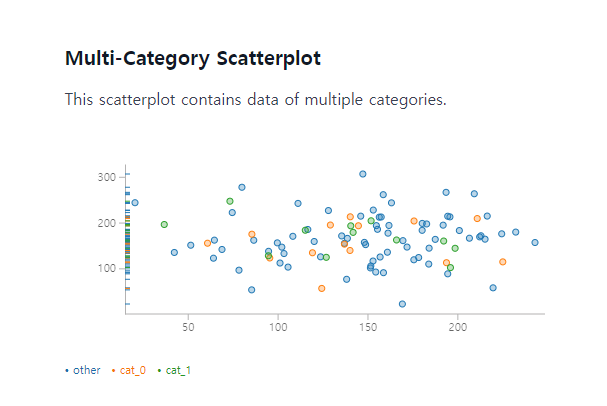 Multi-Category Scatterplot
This scatterplot contains data of multiple categories.
300
200
100
50 100 150 200
• other • cat_0 • cat_1